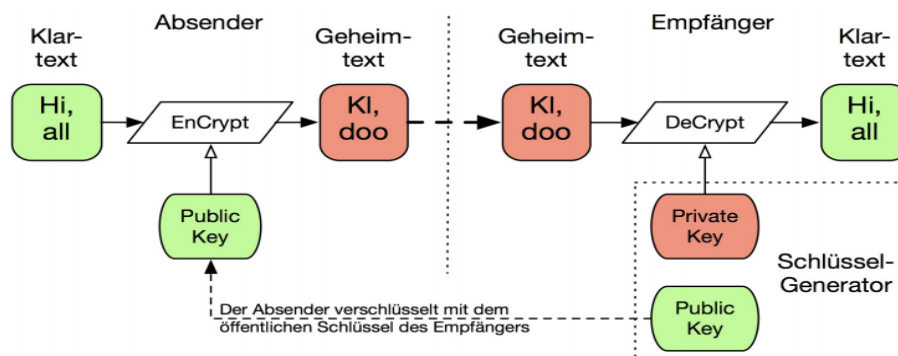 Absender
Empfänger
Klar-
text
Geheim-
text
Geheim-
text
Klar-
text
Hi,
all
EnCrypt
Kl,
doo
Kl,
doo
DeCrypt
Hi,
all
Public
Key
Private
Key
Schlüssel-
Generator
Der Absender verschlüsselt mit dem
öffentlichen Schlüssel des Empfängers
Public
Key